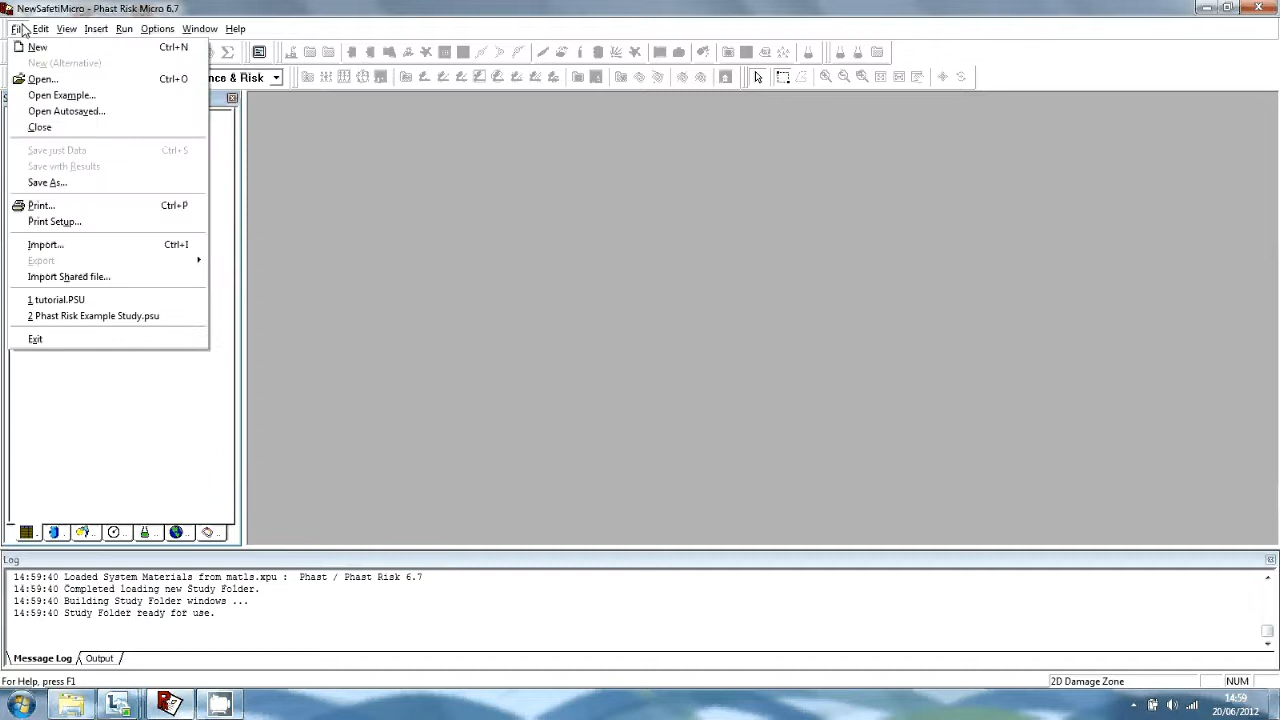 NewSafetiMicro - Phast Risk Micro 6.7
File Edit View Insert Run Options Window Help
New Ctrl+N
New (Alternative)
Open... Ctrl+O
nce & Risk
Open Example...
Open Autosaved...
Close
Save just Data Ctrl+S
Save with Results
Save As...
Print... Ctrl+P
Print Setup...
Import... Ctrl+I
Export
Import Shared file...
1 tutorial.PSU
2 Phast Risk Example Study.psu
Exit
Log
14:59:40 Loaded System Materials from matls.xpu : Phast / Phast Risk 6.7
14:59:40 Completed loading new Study Folder.
14:59:40 Building Study Folder windows ...
14:59:40 Study Folder ready for use.
Message Log Output
For Help, press F1 2D Damage Zone NUM
14:59
20/06/2012